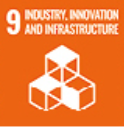 9 INDUSTRY, INNOVATION
AND INFRASTRUCTURE